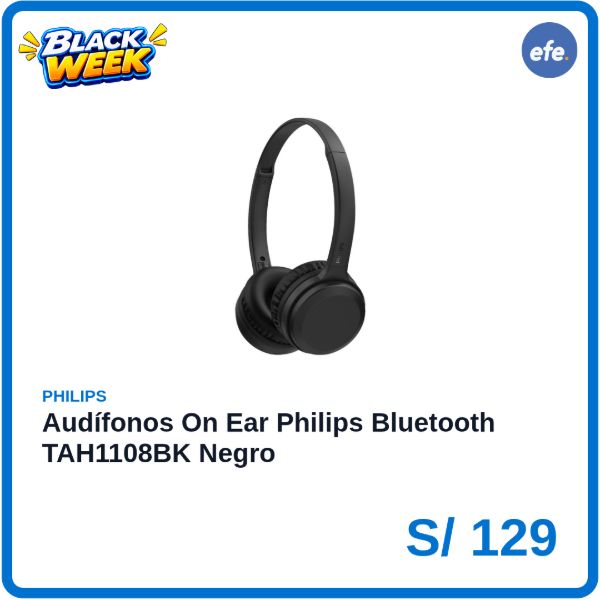 BLACK
WEEK
efe.
PHILIPS
Audífonos On Ear Philips Bluetooth
TAH1108BK Negro
S/ 129